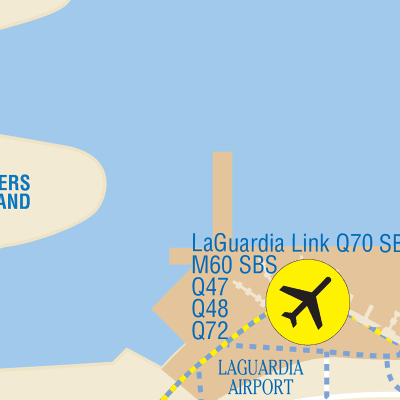 ERS
AND
LaGuardia Link Q70 SB
M60 SBS
Q47
Q48
Q72
LAGUARDIA
AIRPORT